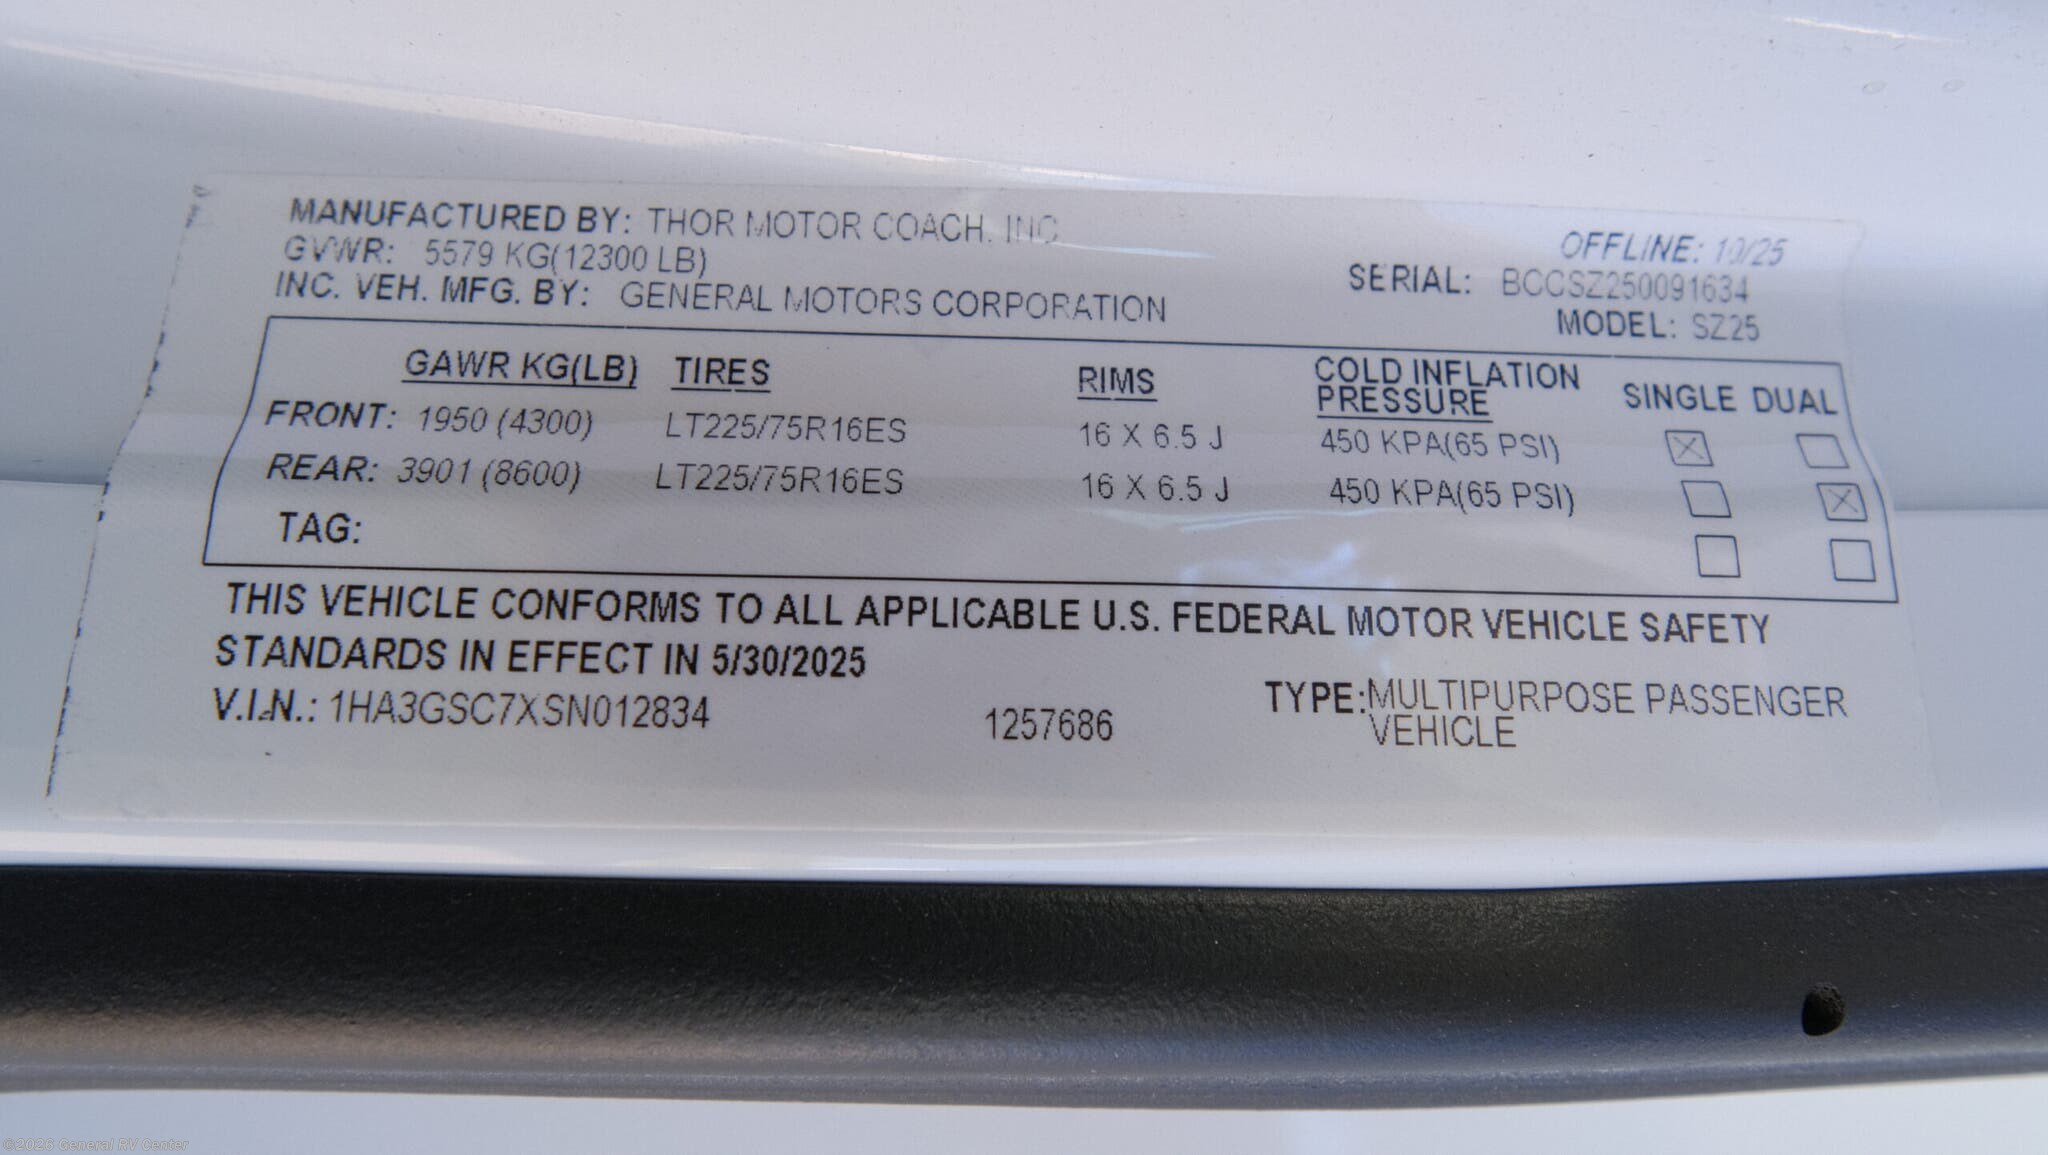 MANUFACTURED BY: THOR MOTOR COACH, INC
OFFLINE: 10/25
GVWR: 5579 KG(12300 LB)
SERIAL: BCCSZ250091634
INC. VEH. MFG. BY: GENERAL MOTORS CORPORATION
MODEL: SZ25
GAWR KG(LB) TIRES RIMS COLD INFLATION PRESSURE SINGLE DUAL
FRONT: 1950 (4300) LT225/75R16ES 16 X 6.5 J 450 KPA(65 PSI)
REAR: 3901 (8600) LT225/75R16ES 16 X 6.5 J 450 KPA(65 PSI)
TAG:
THIS VEHICLE CONFORMS TO ALL APPLICABLE U.S. FEDERAL MOTOR VEHICLE SAFETY
STANDARDS IN EFFECT IN 5/30/2025
V.I.N.: 1HA3GSC7XSN012834 1257686 TYPE:MULTIPURPOSE PASSENGER
VEHICLE
©2026 General RV Center